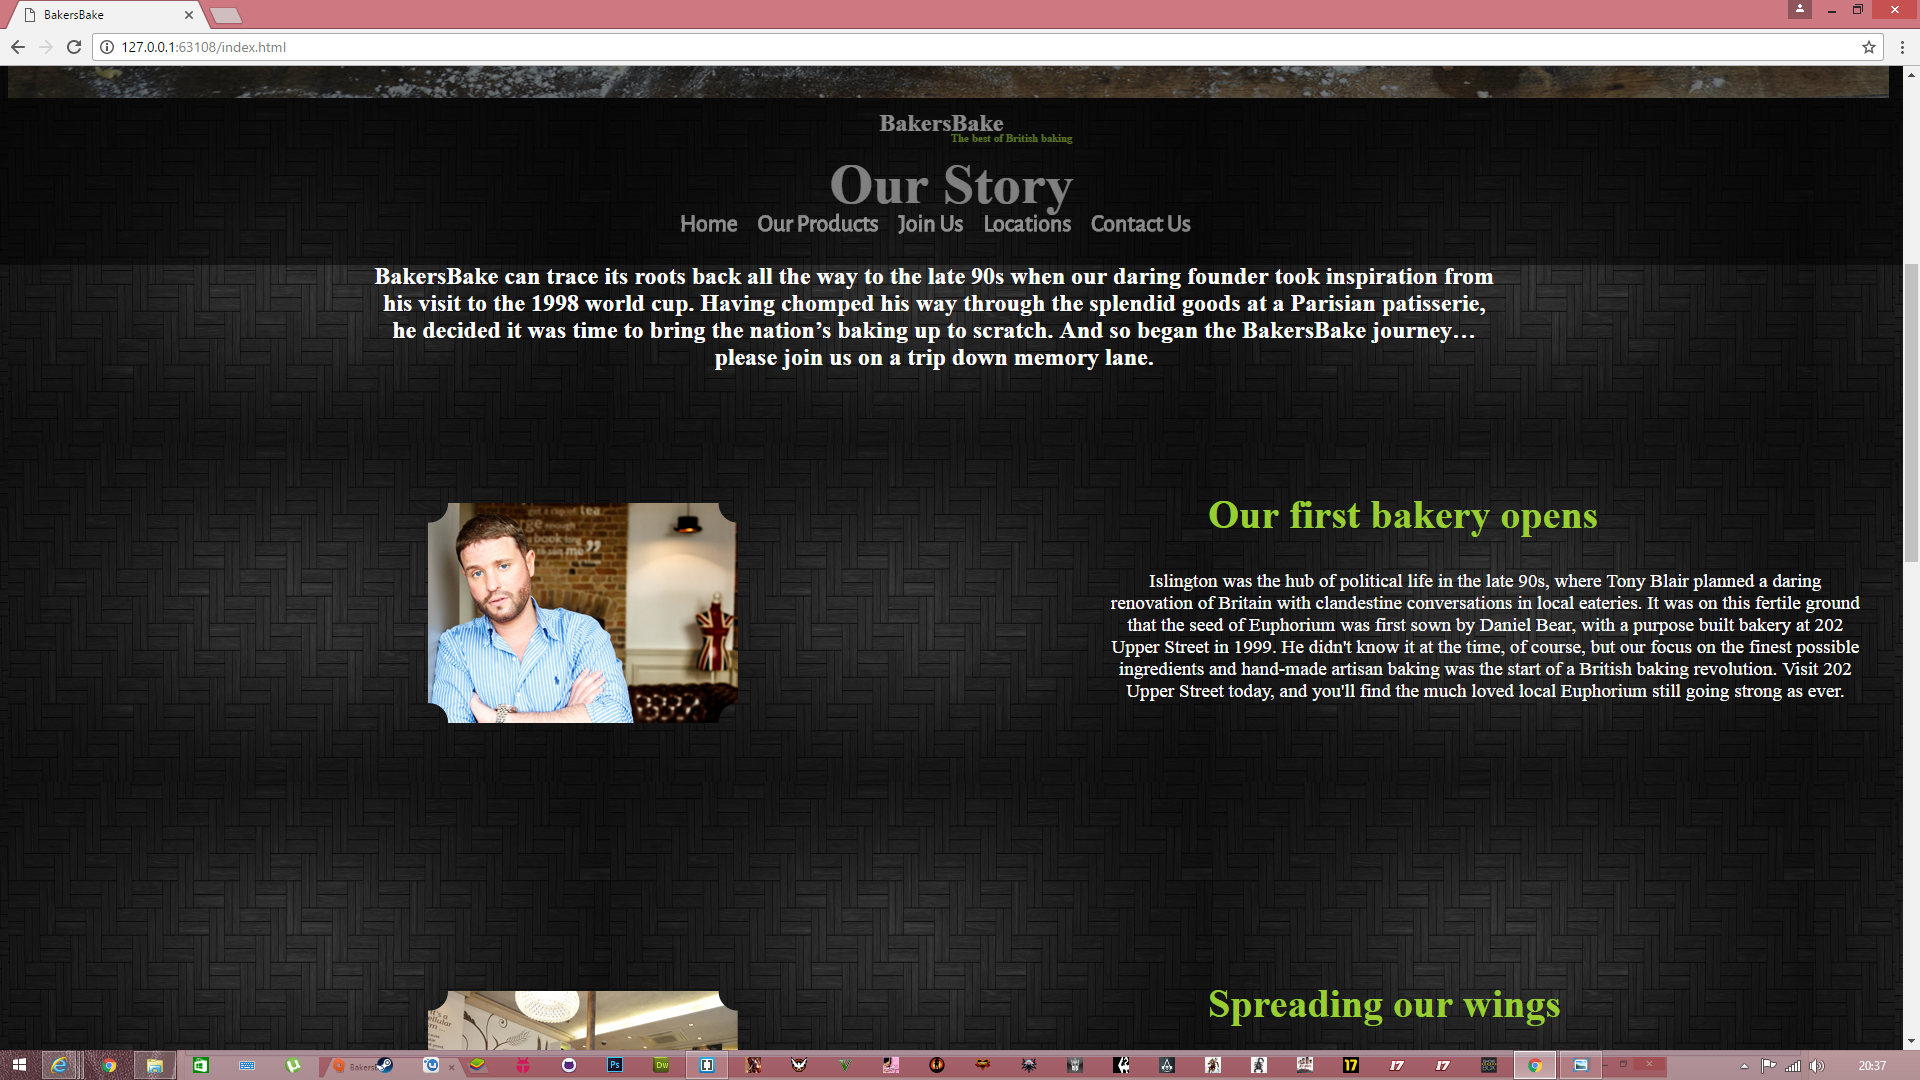 BakersBake
127.0.0.1:63108/index.html
BakersBake
The best of British baking
Our Story
Home Our Products Join Us Locations Contact Us
BakersBake can trace its roots back all the way to the late 90s when our daring founder took inspiration from
his visit to the 1998 world cup. Having chomped his way through the splendid goods at a Parisian patisserie,
he decided it was time to bring the nation’s baking up to scratch. And so began the BakersBake journey…
please join us on a trip down memory lane.
tea
book
me”
Our first bakery opens
Islington was the hub of political life in the late 90s, where Tony Blair planned a daring
renovation of Britain with clandestine conversations in local eateries. It was on this fertile ground
that the seed of Euphorium was first sown by Daniel Bear, with a purpose built bakery at 202
Upper Street in 1999. He didn't know it at the time, of course, but our focus on the finest possible
ingredients and hand-made artisan baking was the start of a British baking revolution. Visit 202
Upper Street today, and you'll find the much loved local Euphorium still going strong as ever.
Spreading our wings
Ps
Dw
17
17
17
20:37